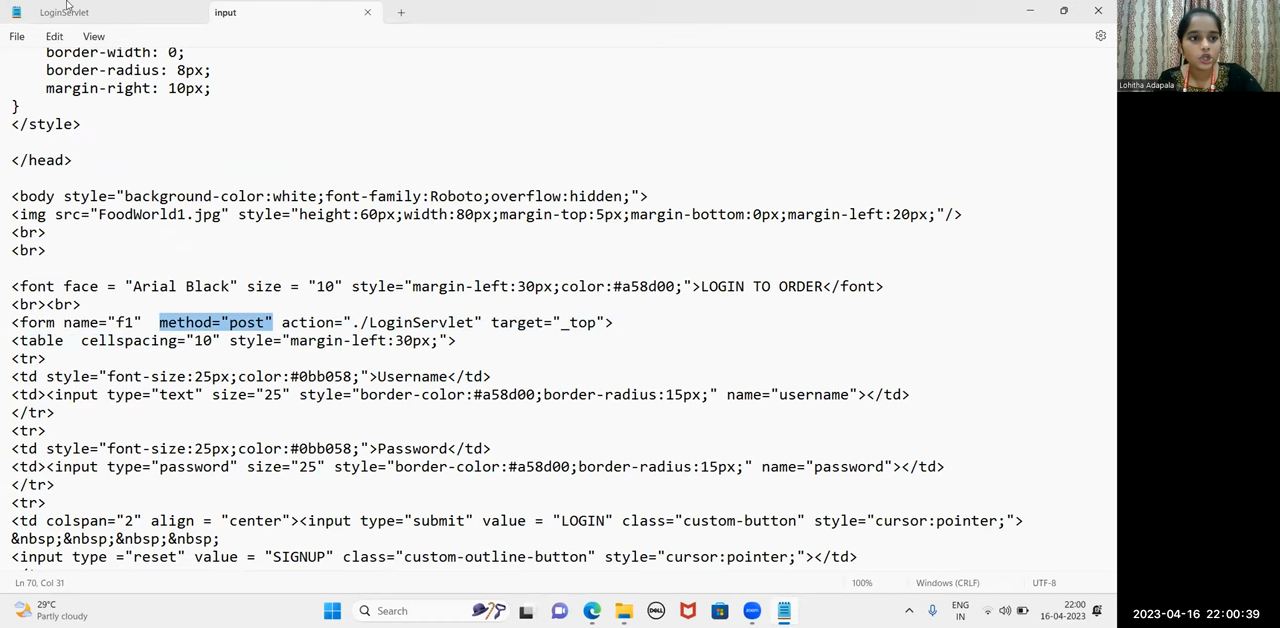 LoginServlet
input
File Edit View
border-width: 0;
border-radius: 8px;
margin-right: 10px;
}
</style>
</head>
<body style="background-color:white;font-family:Roboto;overflow:hidden;">
<img src="FoodWorld1.jpg" style="height:60px;width:80px;margin-top:5px;margin-bottom:0px;margin-left:20px;"/>
<br>
<br>
<font face = "Arial Black" size = "10" style="margin-left:30px;color:#a58d00;">LOGIN TO ORDER</font>
<br><br>
<form name="f1"  method="post" action="./LoginServlet" target="_top">
<table  cellspacing="10" style="margin-left:30px;">
<tr>
<td style="font-size:25px;color:#0bb058;">Username</td>
<td><input type="text" size="25" style="border-color:#a58d00;border-radius:15px;" name="username"></td>
</tr>
<tr>
<td style="font-size:25px;color:#0bb058;">Password</td>
<td><input type="password" size="25" style="border-color:#a58d00;border-radius:15px;" name="password"></td>
</tr>
<tr>
<td colspan="2" align = "center"><input type="submit" value = "LOGIN" class="custom-button" style="cursor:pointer;">
&nbsp;&nbsp;&nbsp;&nbsp;
<input type ="reset" value = "SIGNUP" class="custom-outline-button" style="cursor:pointer;"></td>
Ln 70, Col 31
100%
Windows (CRLF)
UTF-8
29°C
Partly cloudy
Search
DELL
zoom
ENG
IN
22:00
16-04-2023
Lohitha Adapala
2023-04-16 22:00:39